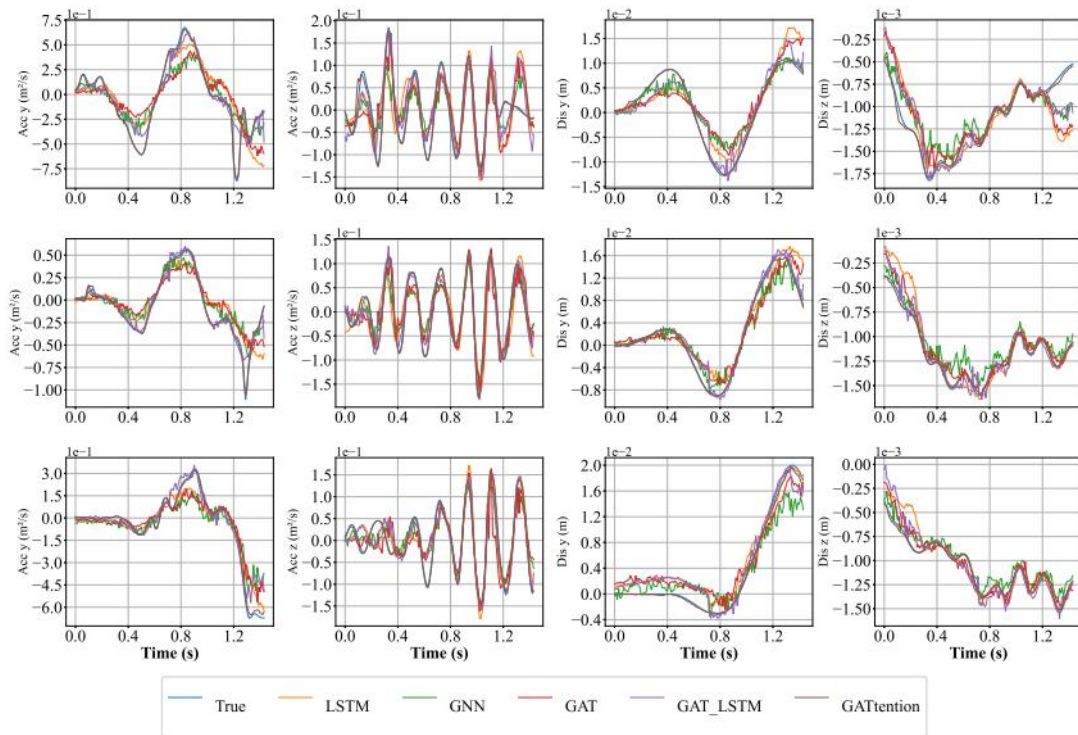 1e−1
7.5
5.0
2.5
0.0
−2.5
−5.0
−7.5
Acc y (m²/s)
0.0 0.4 0.8 1.2
1e−1
2.0
1.5
1.0
0.5
0.0
−0.5
−1.0
−1.5
Acc z (m²/s)
0.0 0.4 0.8 1.2
1e−2
1.5
1.0
0.5
0.0
−0.5
−1.0
−1.5
Dis y (m)
0.0 0.4 0.8 1.2
1e−3
−0.25
−0.50
−0.75
−1.00
−1.25
−1.50
−1.75
Dis z (m)
0.0 0.4 0.8 1.2
0.50
0.25
0.00
−0.25
−0.50
−0.75
−1.00
Acc y (m²/s)
0.0 0.4 0.8 1.2
1e−1
1.5
1.0
0.5
0.0
−0.5
−1.0
−1.5
Acc z (m²/s)
0.0 0.4 0.8 1.2
1e−2
1.6
1.2
0.8
0.4
0.0
−0.4
−0.8
Dis y (m)
0.0 0.4 0.8 1.2
1e−3
−0.25
−0.50
−0.75
−1.00
−1.25
−1.50
Dis z (m)
0.0 0.4 0.8 1.2
1e−1
3.0
1.5
0.0
−1.5
−3.0
−4.5
−6.0
Acc y (m²/s)
0.0 0.4 0.8 1.2
Time (s)
1e−1
1.5
1.0
0.5
0.0
−0.5
−1.0
−1.5
Acc z (m²/s)
0.0 0.4 0.8 1.2
Time (s)
1e−2
2.0
1.6
1.2
0.8
0.4
0.0
−0.4
Dis y (m)
0.0 0.4 0.8 1.2
Time (s)
1e−3
0.00
−0.25
−0.50
−0.75
−1.00
−1.25
−1.50
Dis z (m)
0.0 0.4 0.8 1.2
Time (s)
True LSTM GNN GAT GAT_LSTM GATtention